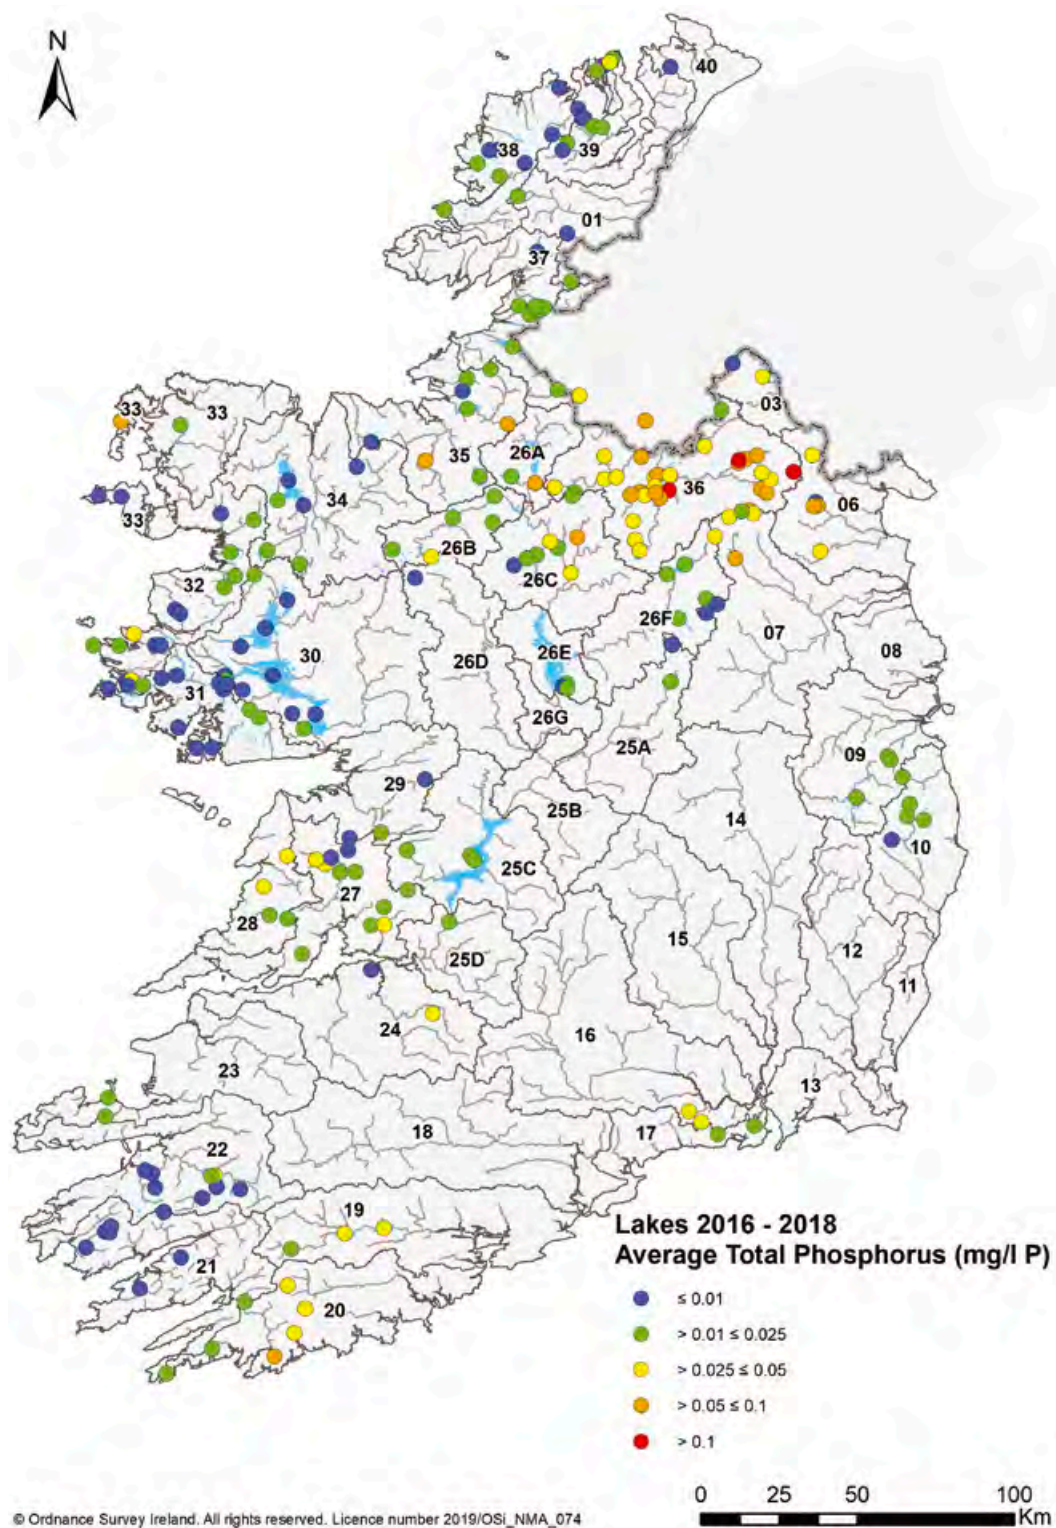 N
40
38
39
01
37
03
33
33
34
35
26A
36
06
33
26B
26C
32
07
26F
08
30
26E
26D
31
26G
25A
09
29
25B
14
10
25C
27
28
15
12
25D
11
24
16
23
13
18
17
22
19
21
20
Lakes 2016 - 2018
Average Total Phosphorus (mg/l P)
≤ 0.01
> 0.01 ≤ 0.025
> 0.025 ≤ 0.05
> 0.05 ≤ 0.1
> 0.1
0 50 100
Km
© Ordnance Survey Ireland. All rights reserved. Licence number 2019/OSi_NMA_074